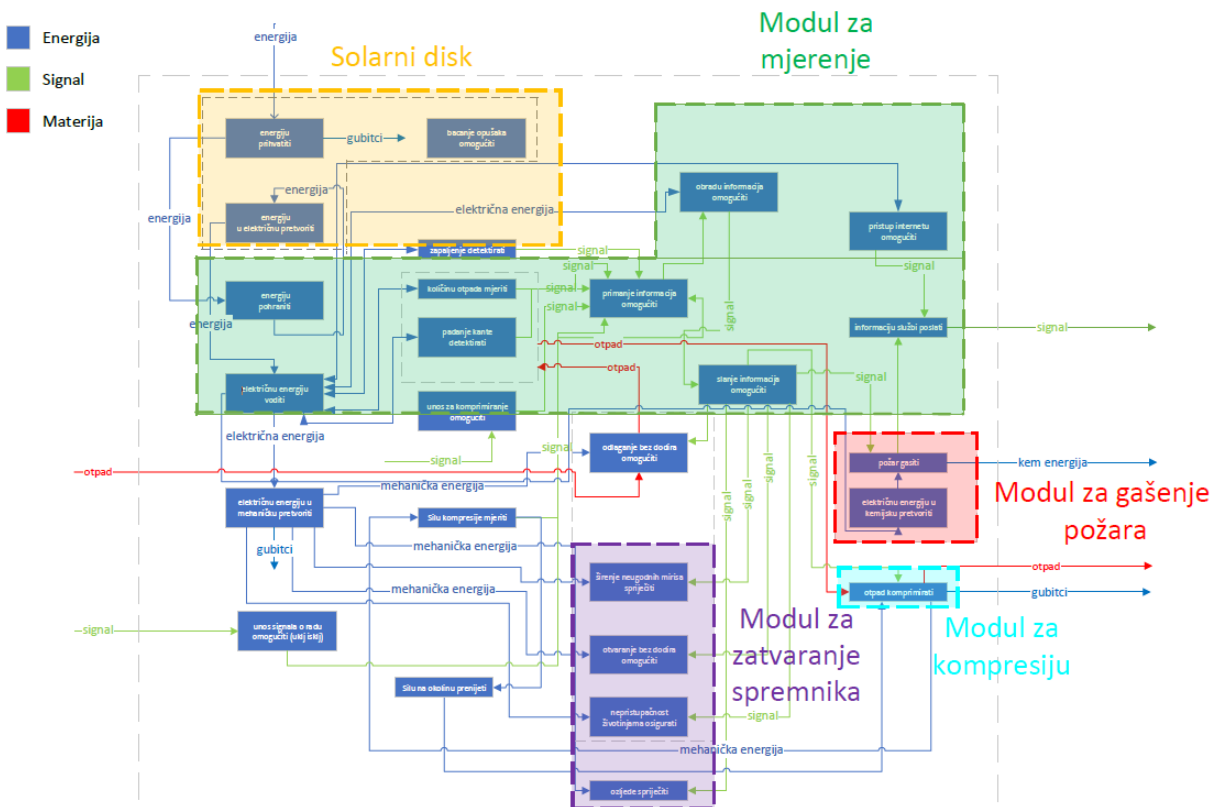 Energija
Signal
Materija
energija
Solarni disk
Modul za
mjerenje
energiju
prihvatiti
gubitci
bacanje opušaka
omogućiti
energija
energija
energiju
u električnu pretvoriti
električna energija
obradu informacija
omogućiti
pristup internetu
omogućiti
zapaljenje detektirati
signal
signal
signal
signal
količinu otpada mjeriti
primanje informacija
omogućiti
energiju
pohraniti
energija
padanje kante
detektirati
otpad
signal
signal
informaciju službi poslati
signal
otpad
slanje informacija
omogućiti
signal
električnu energiju
voditi
unos za komprimiranje
omogućiti
električna energija
signal
odlaganje bez dodira
omogućiti
signal
otpad
mehanička energija
požar gasiti
kem energija
električnu energiju u
kemijsku pretvoriti
Modul za gašenje
požara
električnu energiju u
mehaničku pretvoriti
Silu kompresije mjeriti
signal
signal
signal
signal
gubitci
mehanička energija
mehanička energija
širenje neugodnih mirisa
spriječiti
otpad
otpad komprimirati
gubitci
signal
unos signala o radu
omogućiti (uklj isklj)
otvaranje bez dodira
omogućiti
Modul za
zatvaranje
spremnika
Modul za
kompresiju
Silu na okolinu prenijeti
nepristupačnost
životinjama osigurati
signal
mehanička energija
ozljede spriječiti